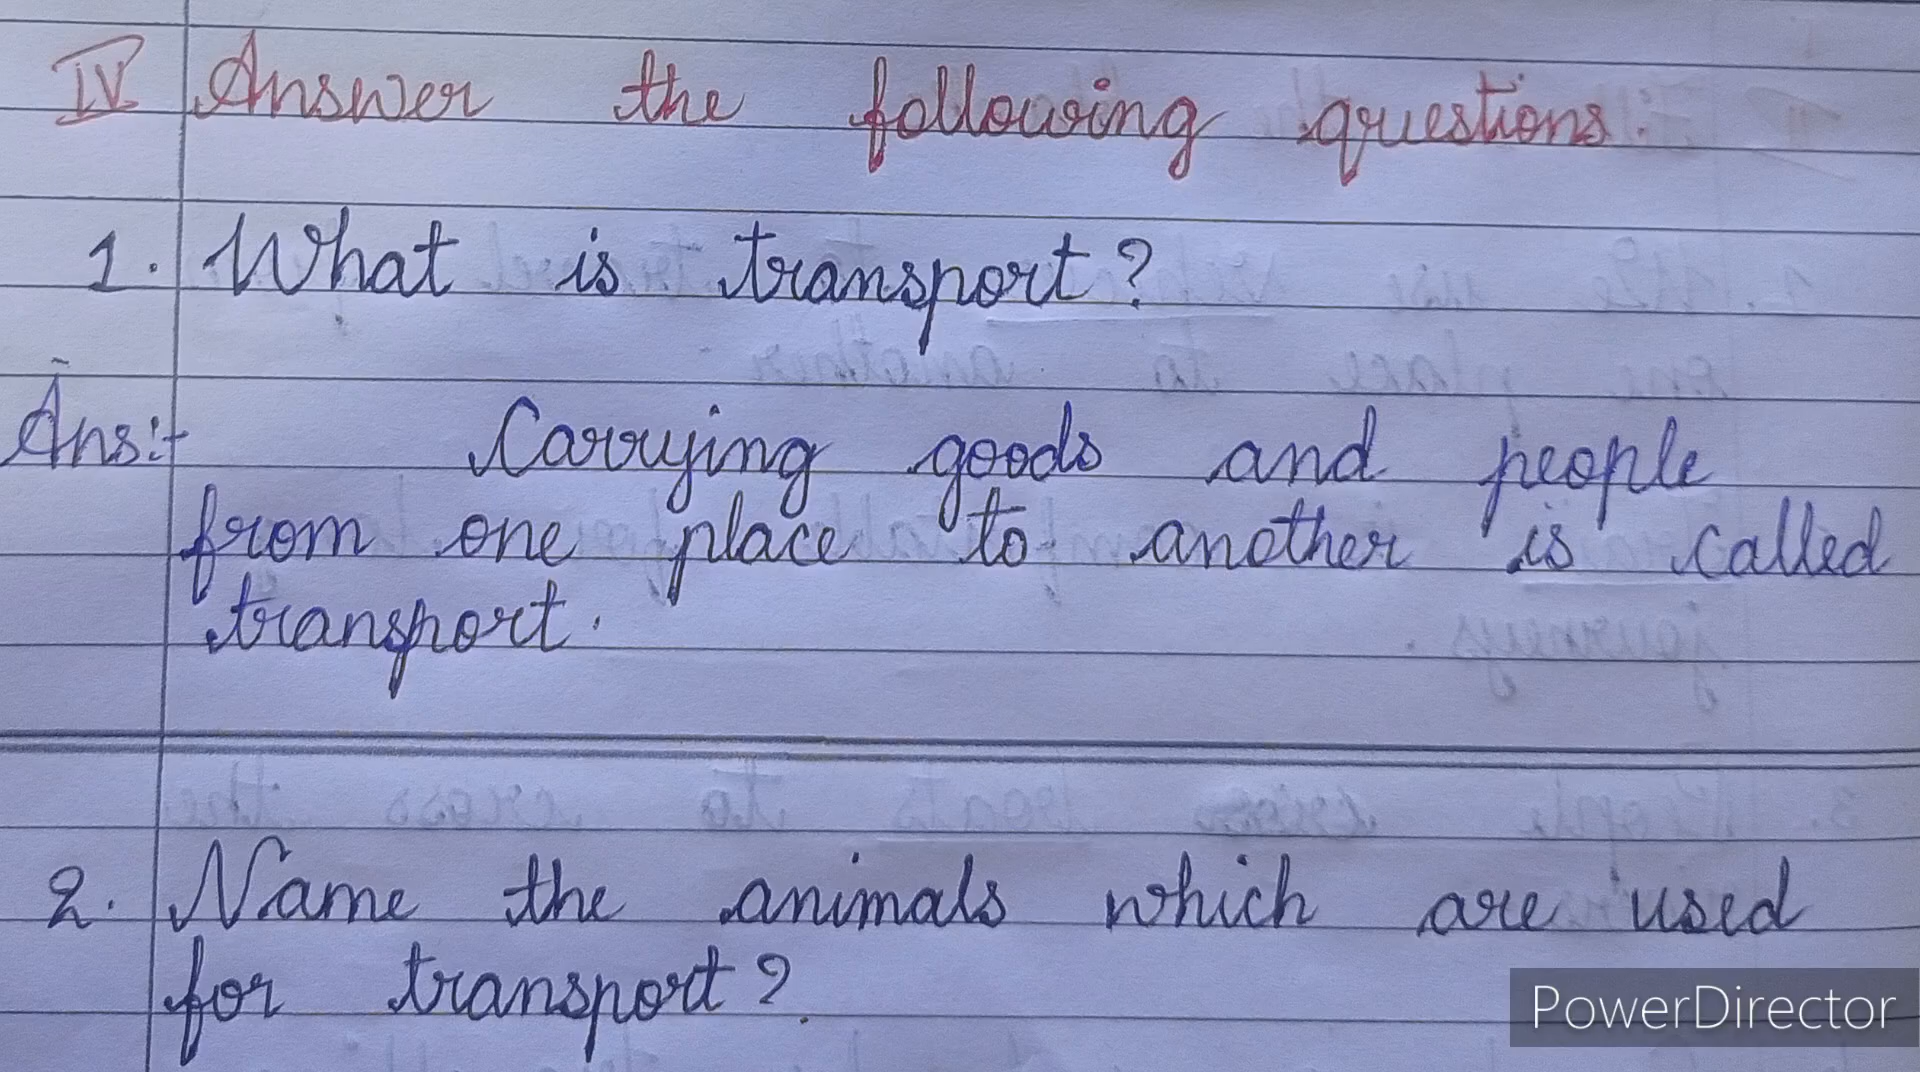 IV Answer the following questions:
1. What is transport?
Ans:- Carrying goods and people
from one place to another is called
transport.
2. Name the animals which are used
for transport?
PowerDirector